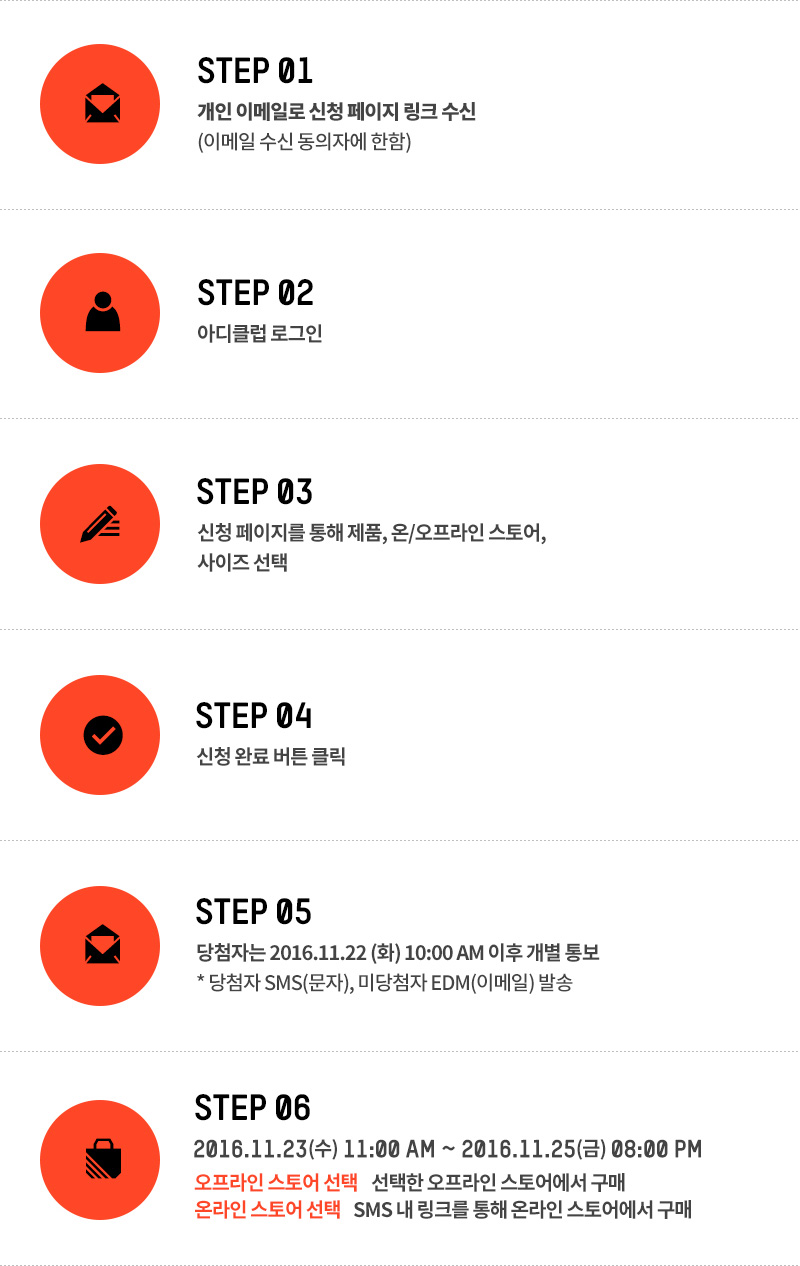 STEP 01
개인 이메일로 신청 페이지 링크 수신
(이메일 수신 동의자에 한함)
STEP 02
아디클럽 로그인
STEP 03
신청 페이지를 통해 제품, 온/오프라인 스토어,
사이즈 선택
STEP 04
신청 완료 버튼 클릭
STEP 05
당첨자는 2016.11.22 (화) 10:00 AM 이후 개별 통보
* 당첨자 SMS(문자), 미당첨자 EDM(이메일) 발송
STEP 06
2016.11.23(수) 11:00 AM ~ 2016.11.25(금) 08:00 PM
오프라인 스토어 선택 선택한 오프라인 스토어에서 구매
온라인 스토어 선택 SMS 내 링크를 통해 온라인 스토어에서 구매